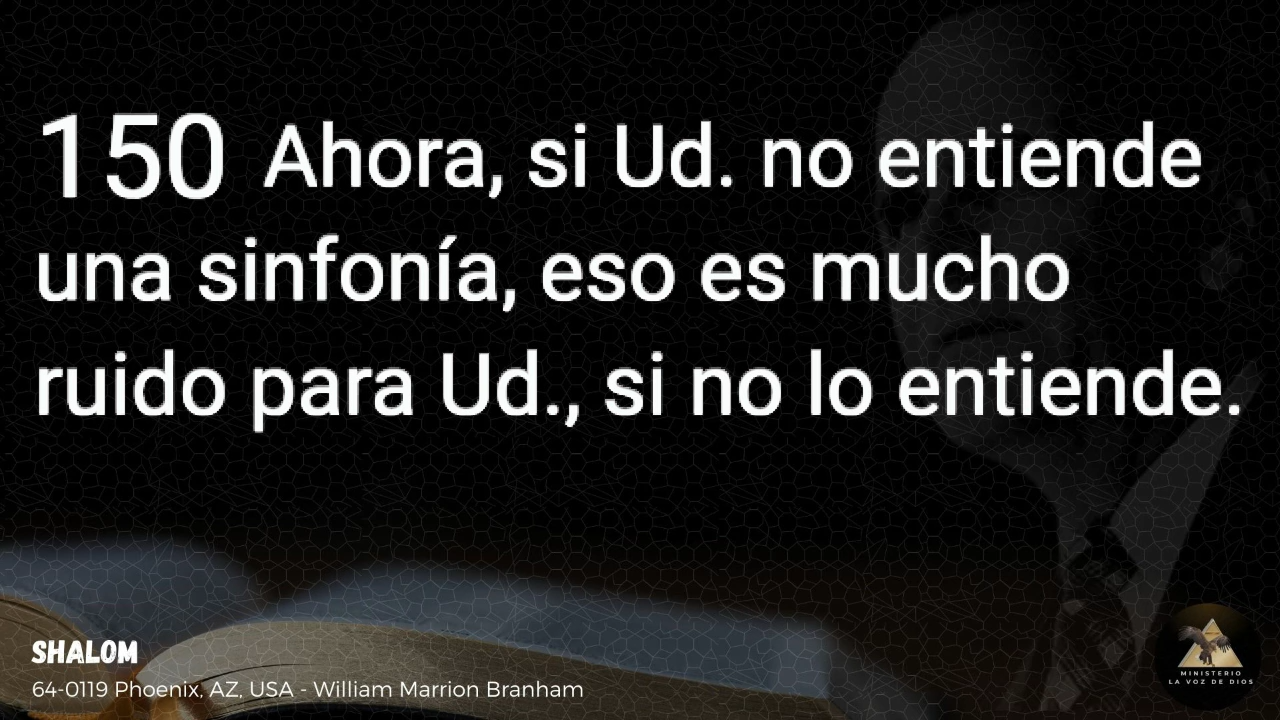 150 Ahora, si Ud. no entiende
una sinfonía, eso es mucho
ruido para Ud., si no lo entiende.
SHALOM
64-0119 Phoenix, AZ, USA - William Marrion Branham
MINISTERIO
LA VOZ DE DIOS